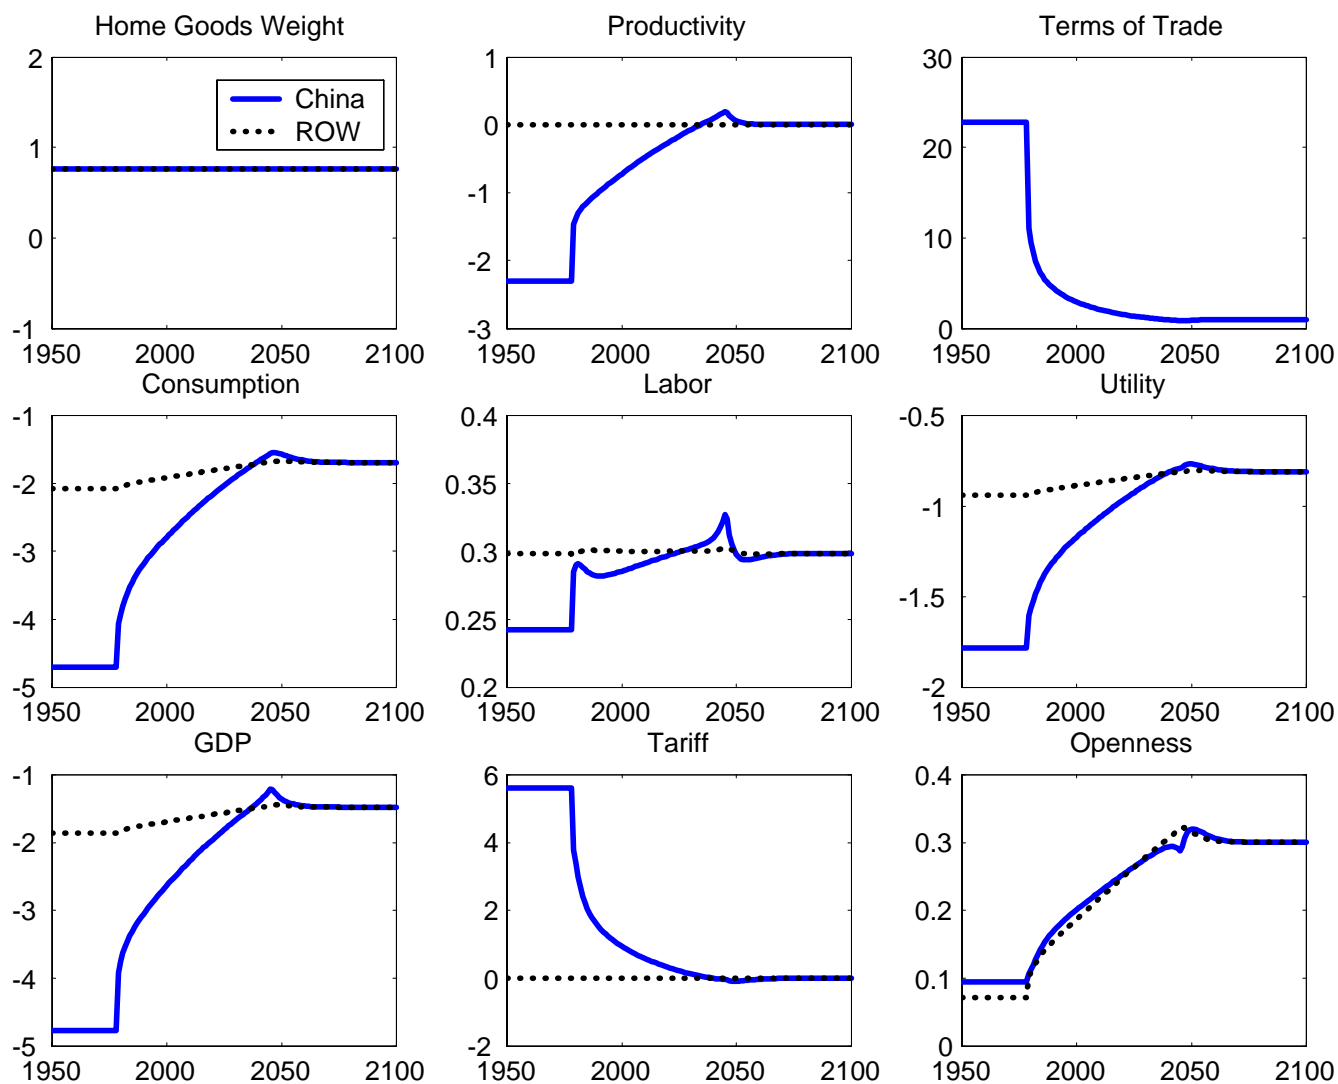 Home Goods Weight
Productivity
Terms of Trade
2
1
0
-1
China
ROW
1950 2000 2050 2100
1
0
-1
-2
-3
1950 2000 2050 2100
30
20
10
0
1950 2000 2050 2100
Consumption
Labor
Utility
-1
-2
-3
-4
-5
1950 2000 2050 2100
0.4
0.35
0.3
0.25
0.2
1950 2000 2050 2100
-0.5
-1
-1.5
-2
1950 2000 2050 2100
GDP
Tariff
Openness
-1
-2
-3
-4
-5
1950 2000 2050 2100
6
4
2
0
-2
1950 2000 2050 2100
0.4
0.3
0.2
0.1
0
1950 2000 2050 2100